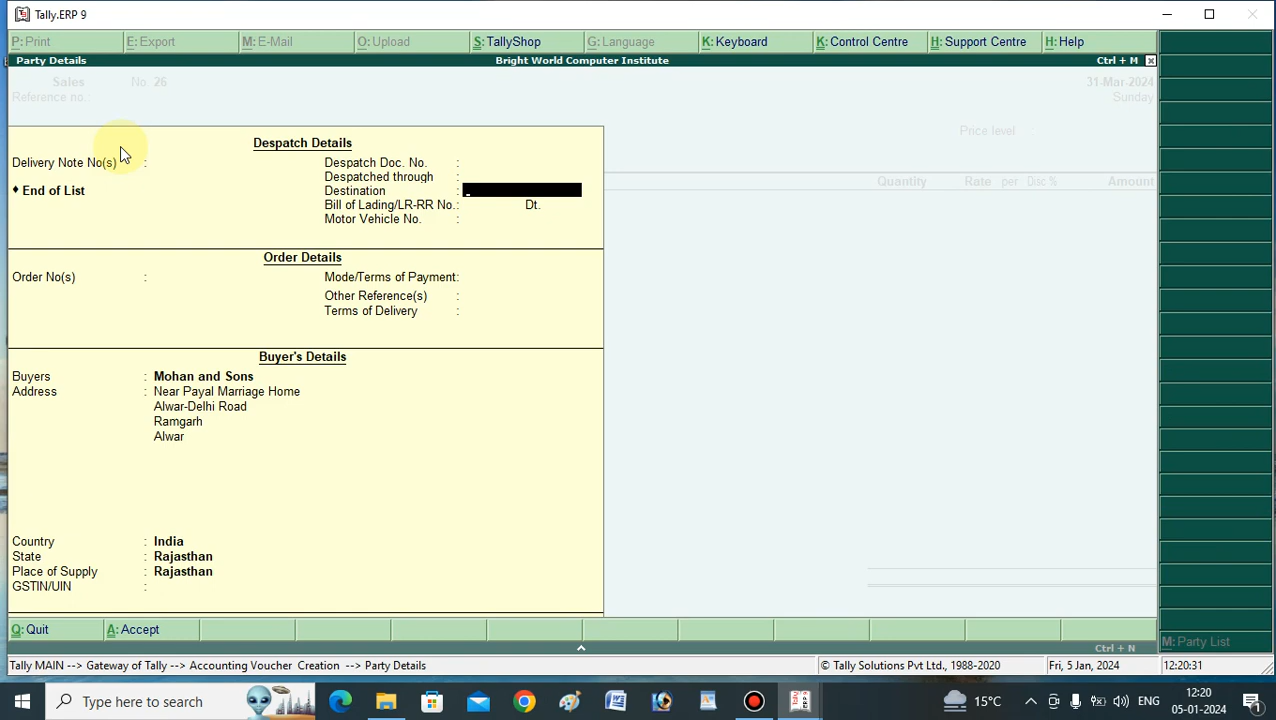 Tally.ERP 9
P: Print E: Export M: E-Mail O: Upload S: TallyShop G: Language K: Keyboard K: Control Centre H: Support Centre H: Help
Party Details Bright World Computer Institute Ctrl + M
Sales No 26 31-Mar-2024
Reference no.: Sunday
Price level :
Quantity Rate per Disc % Amount
Despatch Details
Delivery Note No(s) : Despatch Doc. No. :
Despatched through :
♦ End of List Destination :
Bill of Lading/LR-RR No.: Dt.
Motor Vehicle No. :
Order Details
Order No(s) : Mode/Terms of Payment:
Other Reference(s) :
Terms of Delivery :
Buyer's Details
Buyers : Mohan and Sons
Address : Near Payal Marriage Home
Alwar-Delhi Road
Ramgarh
Alwar
Country : India
State : Rajasthan
Place of Supply : Rajasthan
GSTIN/UIN :
Q: Quit A: Accept
M: Party List
Ctrl + N
Tally MAIN --> Gateway of Tally --> Accounting Voucher Creation --> Party Details © Tally Solutions Pvt Ltd., 1988-2020 Fri, 5 Jan, 2024 12:20:31
Type here to search 15°C ENG 12:20
05-01-2024 1